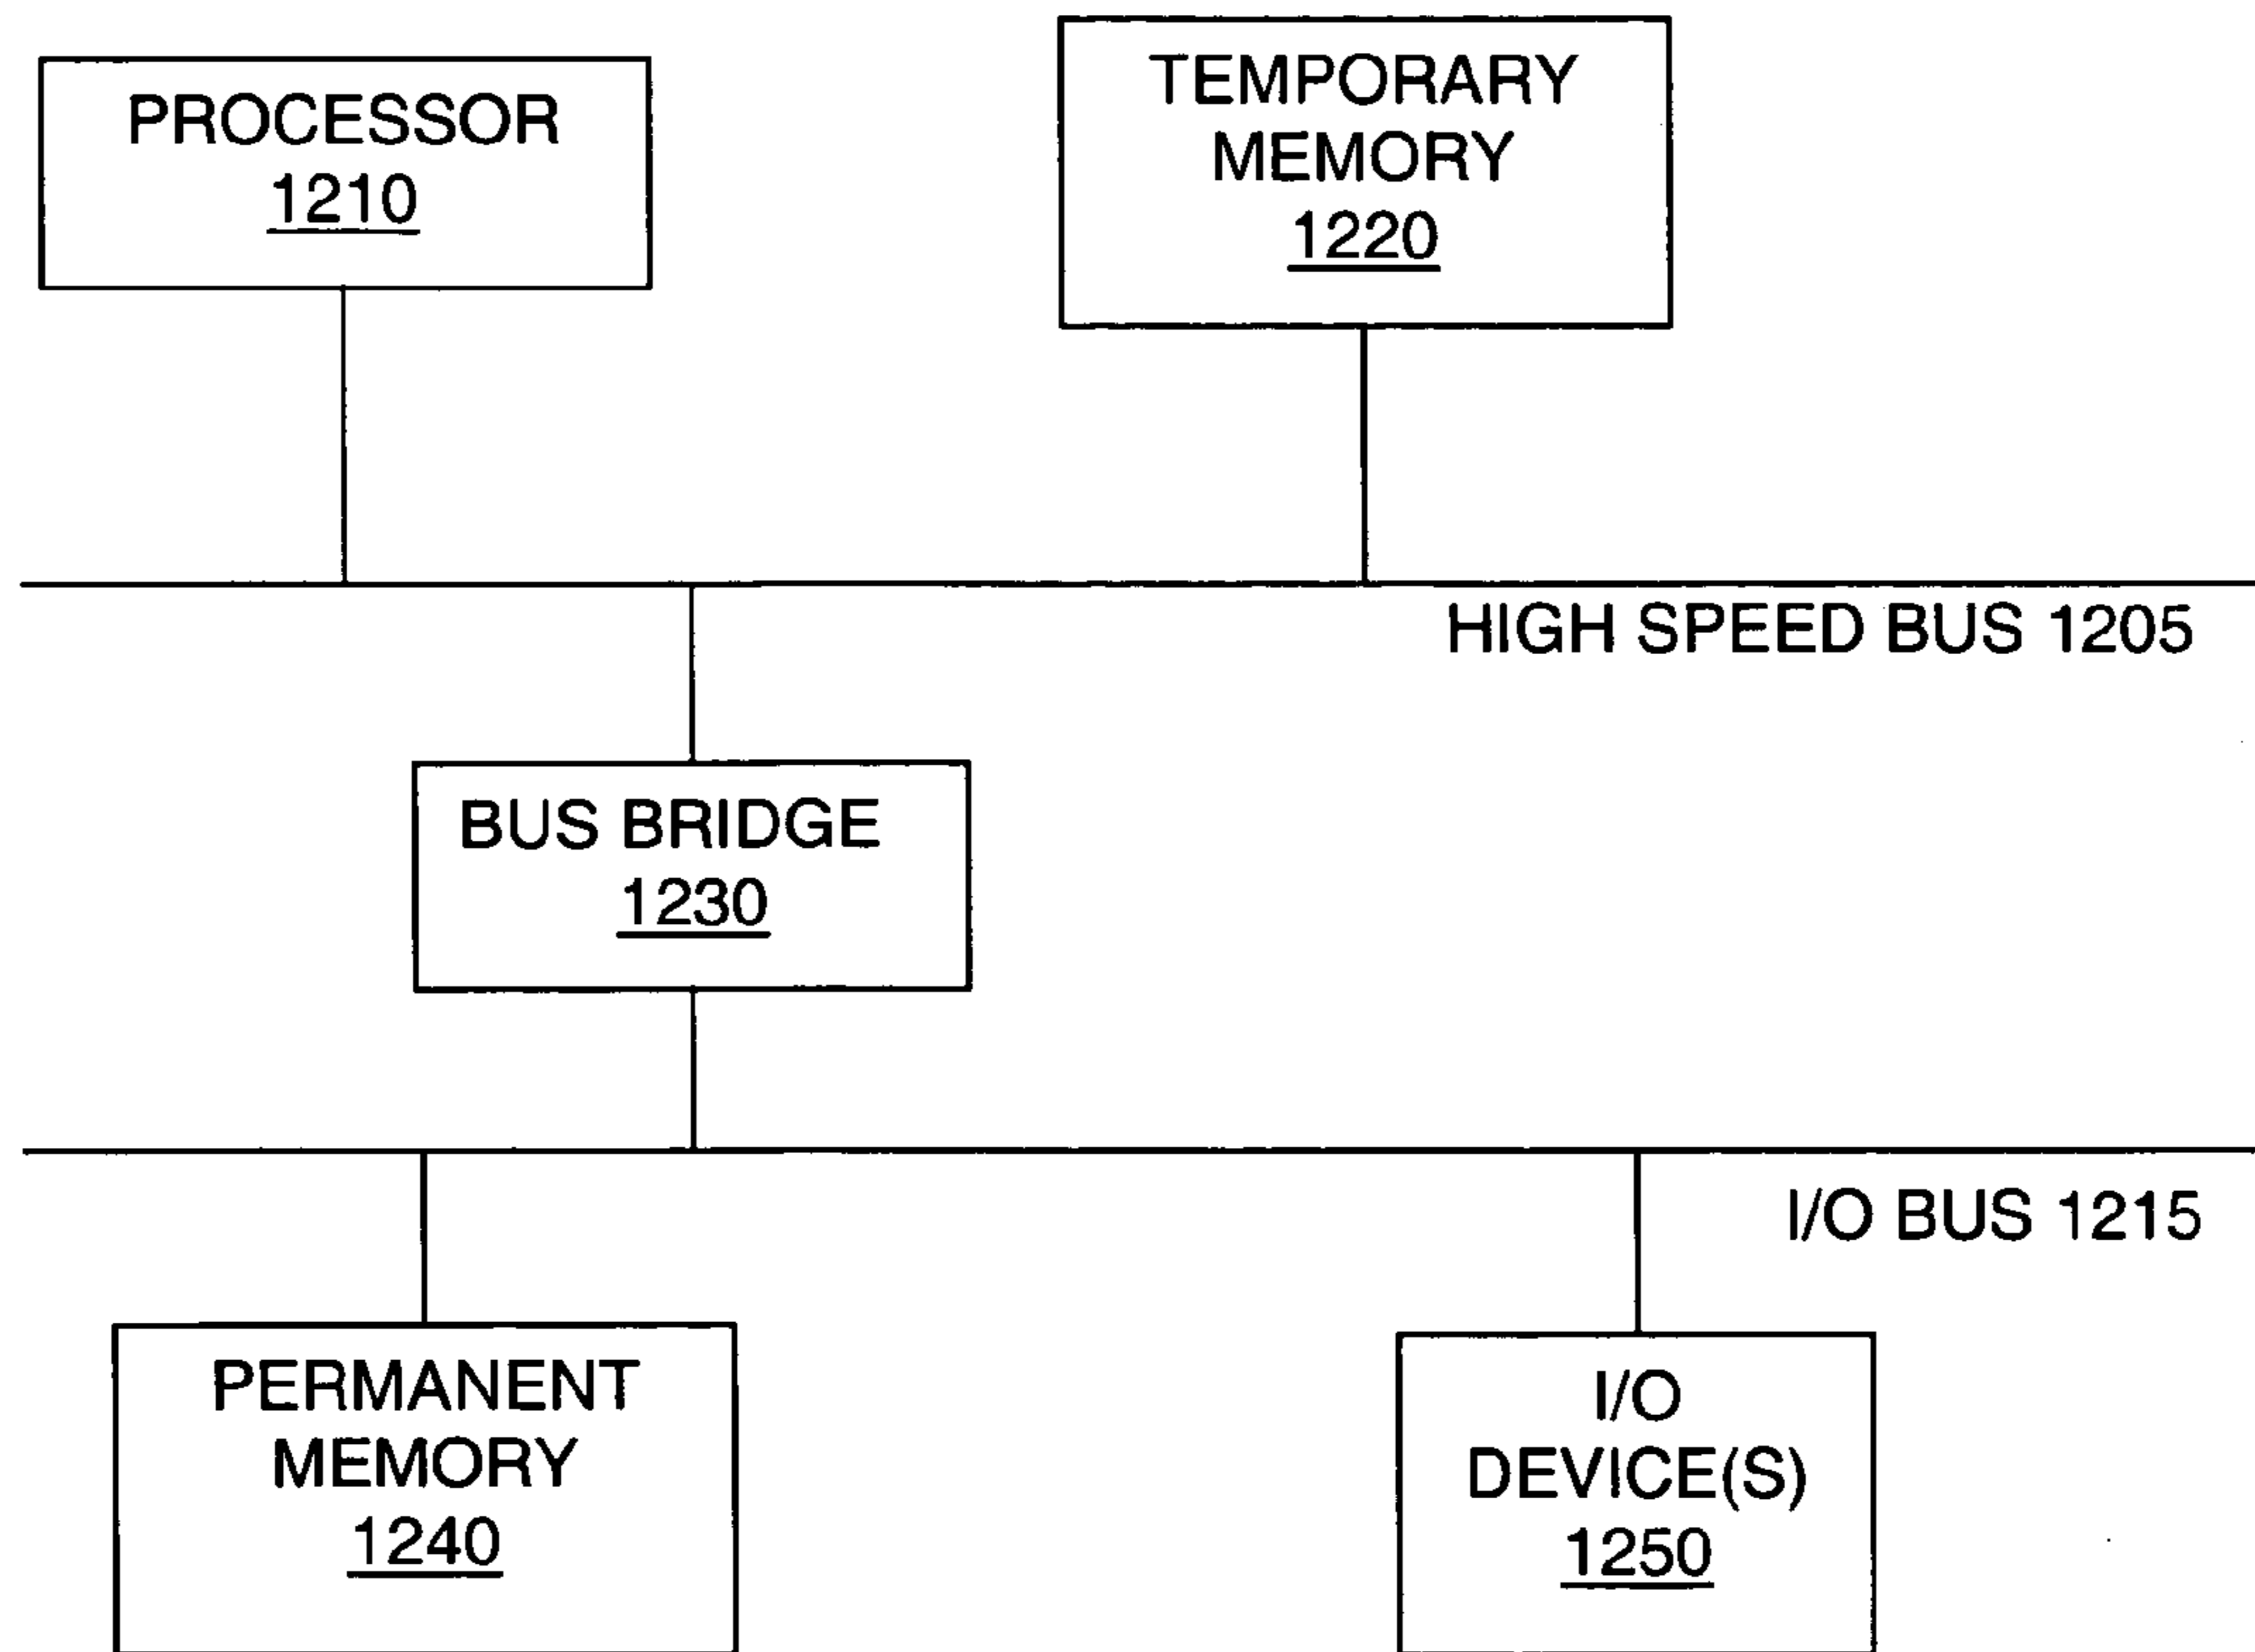 PROCESSOR
1210
TEMPORARY
MEMORY
1220
HIGH SPEED BUS 1205
BUS BRIDGE
1230
I/O BUS 1215
PERMANENT
MEMORY
1240
I/O
DEVICE(S)
1250